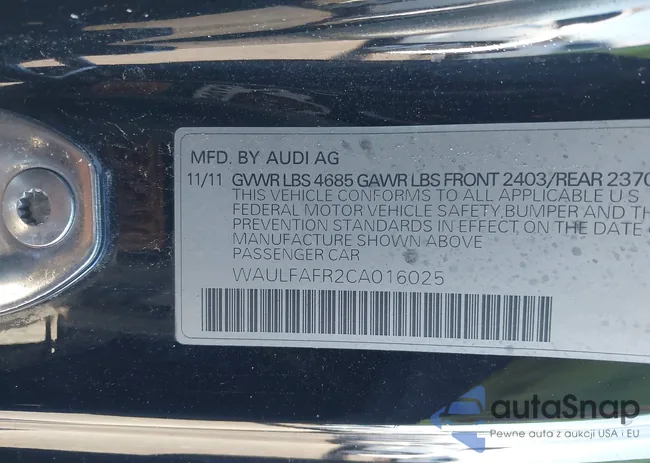 MFD. BY AUDI AG
11/11 GVWR LBS 4685 GAWR LBS FRONT 2403/REAR 2370
THIS VEHICLE CONFORMS TO ALL APPLICABLE U S
FEDERAL MOTOR VEHICLE SAFETY,BUMPER AND
PREVENTION STANDARDS IN EFFECT ON THE DATE
MANUFACTURE SHOWN ABOVE
PASSENGER CAR
WAULFAFR2CA016025
autoSnap
Pewne auta z aukcji USA i EU